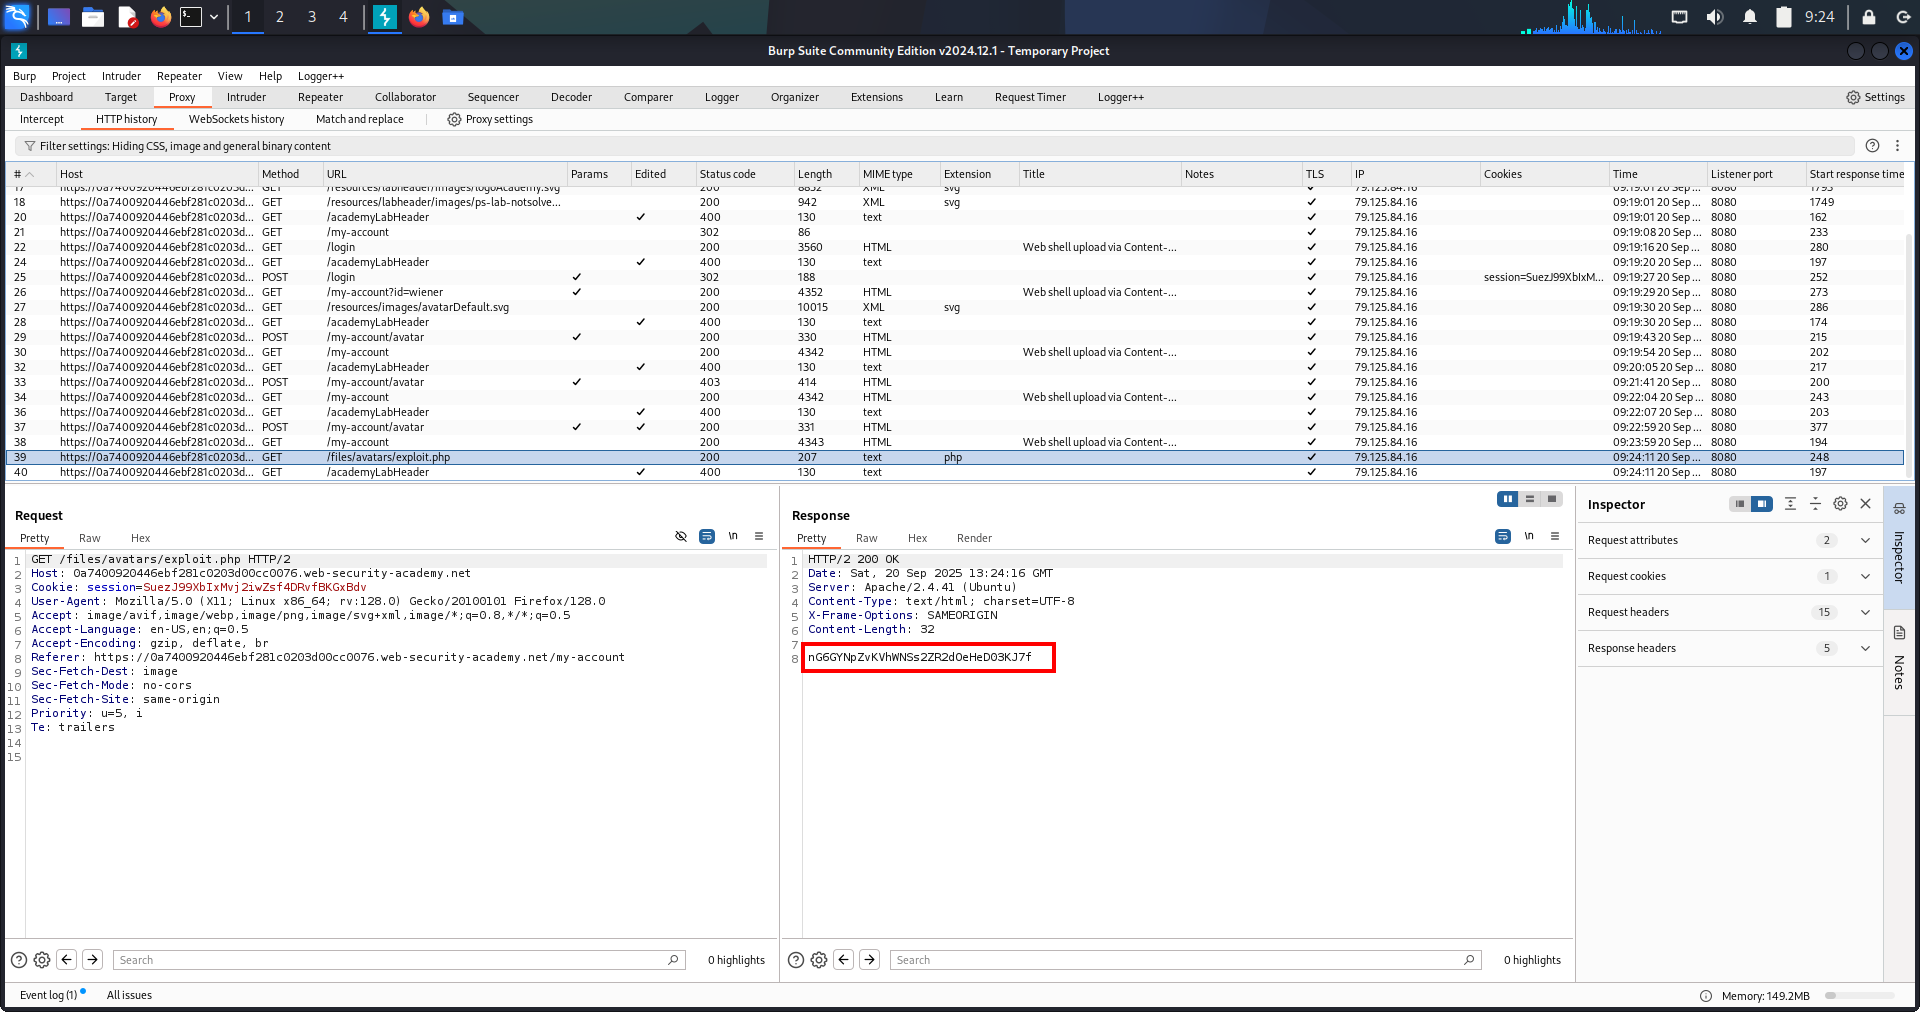 1 2 3 4 9:24
Burp Suite Community Edition v2024.12.1 - Temporary Project
Burp Project Intruder Repeater View Help Logger++
Dashboard Target Proxy Intruder Repeater Collaborator Sequencer Decoder Comparer Logger Organizer Extensions Learn Request Timer Logger++ Settings
Intercept HTTP history WebSockets history Match and replace Proxy settings
Filter settings: Hiding CSS, image and general binary content
# Host Method URL Params Edited Status code Length MIME type Extension Title Notes TLS IP Cookies Time Listener port Start response time
17 https://0a7400920446ebf281c0203d... GET /resources/labheader/images/logoAcademy.svg 200 8852 XML svg ✓ 79.125.84.16 09:19:01 20 Sep ... 8080 1793
18 https://0a7400920446ebf281c0203d... GET /resources/labheader/images/ps-lab-notsolve... 200 942 XML svg ✓ 79.125.84.16 09:19:01 20 Sep ... 8080 1749
20 https://0a7400920446ebf281c0203d... GET /academyLabHeader ✓ 400 130 text ✓ 79.125.84.16 09:19:01 20 Sep ... 8080 162
21 https://0a7400920446ebf281c0203d... GET /my-account 302 86 ✓ 79.125.84.16 09:19:08 20 Sep ... 8080 233
22 https://0a7400920446ebf281c0203d... GET /login 200 3560 HTML Web shell upload via Content-... ✓ 79.125.84.16 09:19:16 20 Sep ... 8080 280
24 https://0a7400920446ebf281c0203d... GET /academyLabHeader ✓ 400 130 text ✓ 79.125.84.16 09:19:20 20 Sep ... 8080 197
25 https://0a7400920446ebf281c0203d... POST /login ✓ 302 188 ✓ 79.125.84.16 session=SuezJ99XbIxM... 09:19:27 20 Sep ... 8080 252
26 https://0a7400920446ebf281c0203d... GET /my-account?id=wiener ✓ 200 4352 HTML Web shell upload via Content-... ✓ 79.125.84.16 09:19:29 20 Sep ... 8080 273
27 https://0a7400920446ebf281c0203d... GET /resources/images/avatarDefault.svg 200 10015 XML svg ✓ 79.125.84.16 09:19:30 20 Sep ... 8080 286
28 https://0a7400920446ebf281c0203d... GET /academyLabHeader ✓ 400 130 text ✓ 79.125.84.16 09:19:30 20 Sep ... 8080 174
29 https://0a7400920446ebf281c0203d... POST /my-account/avatar ✓ 200 330 HTML ✓ 79.125.84.16 09:19:43 20 Sep ... 8080 215
30 https://0a7400920446ebf281c0203d... GET /my-account 200 4342 HTML Web shell upload via Content-... ✓ 79.125.84.16 09:19:54 20 Sep ... 8080 202
32 https://0a7400920446ebf281c0203d... GET /academyLabHeader ✓ 400 130 text ✓ 79.125.84.16 09:20:05 20 Sep ... 8080 217
33 https://0a7400920446ebf281c0203d... POST /my-account/avatar ✓ 403 414 HTML ✓ 79.125.84.16 09:21:41 20 Sep ... 8080 200
34 https://0a7400920446ebf281c0203d... GET /my-account 200 4342 HTML Web shell upload via Content-... ✓ 79.125.84.16 09:22:04 20 Sep ... 8080 243
36 https://0a7400920446ebf281c0203d... GET /academyLabHeader ✓ 400 130 text ✓ 79.125.84.16 09:22:07 20 Sep ... 8080 203
37 https://0a7400920446ebf281c0203d... POST /my-account/avatar ✓ ✓ 200 331 HTML ✓ 79.125.84.16 09:22:59 20 Sep ... 8080 377
38 https://0a7400920446ebf281c0203d... GET /my-account 200 4343 HTML Web shell upload via Content-... ✓ 79.125.84.16 09:23:59 20 Sep ... 8080 194
39 https://0a7400920446ebf281c0203d... GET /files/avatars/exploit.php 200 207 text php ✓ 79.125.84.16 09:24:11 20 Sep ... 8080 248
40 https://0a7400920446ebf281c0203d... GET /academyLabHeader ✓ 400 130 text ✓ 79.125.84.16 09:24:11 20 Sep ... 8080 197
Request
Pretty Raw Hex \n
1 GET /files/avatars/exploit.php HTTP/2
2 Host: 0a7400920446ebf281c0203d00cc0076.web-security-academy.net
3 Cookie: session=SuezJ99XbIxMvj2iwZsf4DRvfBKGxBdv
4 User-Agent: Mozilla/5.0 (X11; Linux x86_64; rv:128.0) Gecko/20100101 Firefox/128.0
5 Accept: image/avif,image/webp,image/png,image/svg+xml,image/*;q=0.8,*/*;q=0.5
6 Accept-Language: en-US,en;q=0.5
7 Accept-Encoding: gzip, deflate, br
8 Referer: https://0a7400920446ebf281c0203d00cc0076.web-security-academy.net/my-account
9 Sec-Fetch-Dest: image
10 Sec-Fetch-Mode: no-cors
11 Sec-Fetch-Site: same-origin
12 Priority: u=5, i
13 Te: trailers
14
15
Search 0 highlights
Response
Pretty Raw Hex Render \n
1 HTTP/2 200 OK
2 Date: Sat, 20 Sep 2025 13:24:16 GMT
3 Server: Apache/2.4.41 (Ubuntu)
4 Content-Type: text/html; charset=UTF-8
5 X-Frame-Options: SAMEORIGIN
6 Content-Length: 32
7
8 nG6GYNpZvKVhWNSs2ZR2dOeHeD03KJ7f
Search 0 highlights
Inspector
Request attributes 2
Request cookies 1
Request headers 15
Response headers 5
Inspector
Notes
Event log (1) All issues Memory: 149.2MB